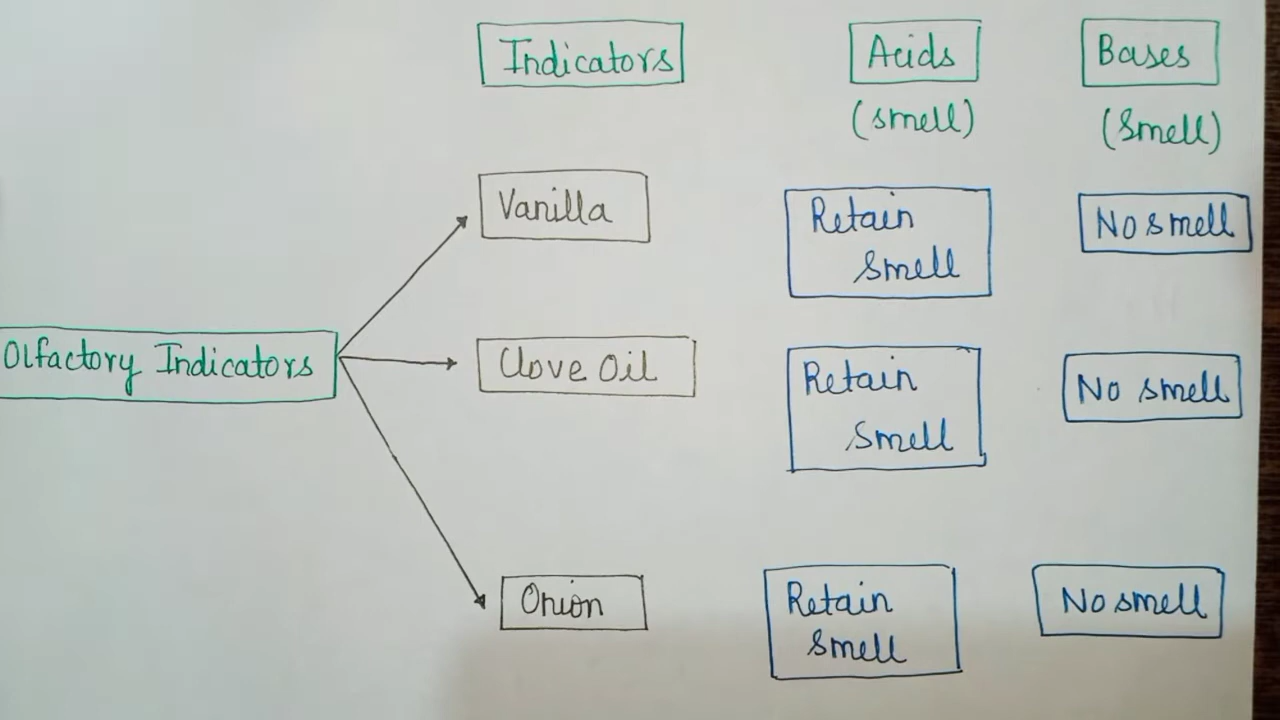 Indicators
Acids
Bases
(smell)
(Smell)
Vanilla
Retain
Smell
No smell
Olfactory Indicators
Clove Oil
Retain
Smell
No smell
Onion
Retain
Smell
No smell